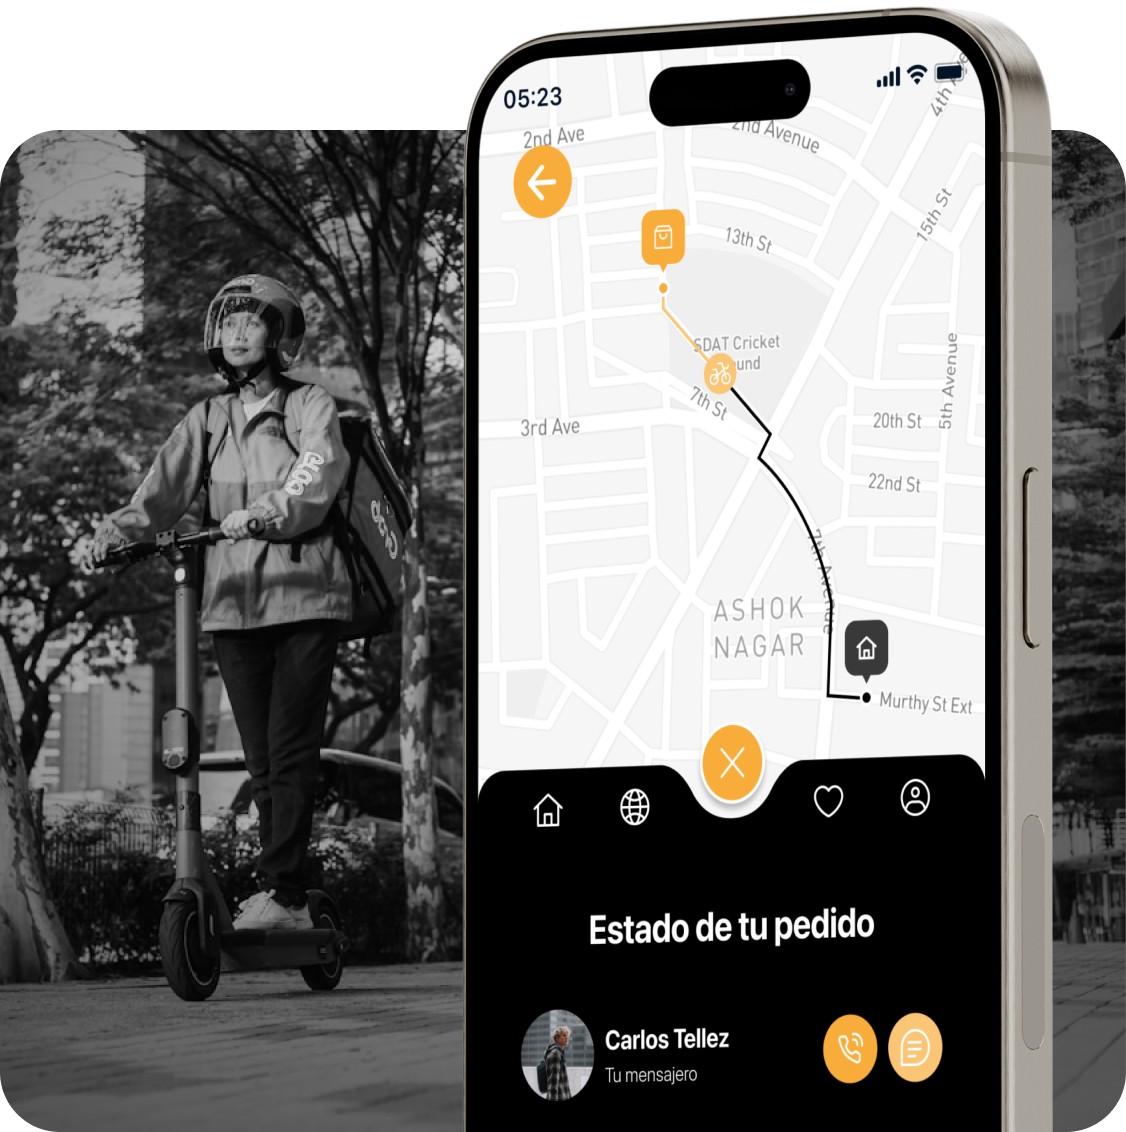 05:23
4th Ave
2nd Ave
2nd Avenue
15th St
13th St
SDAT Cricket
7th St
5th Avenue
3rd Ave
20th St
22nd St
7th Avenue
ASHOK
NAGAR
Murthy St Ext
Estado de tu pedido
Carlos Tellez
Tu mensajero